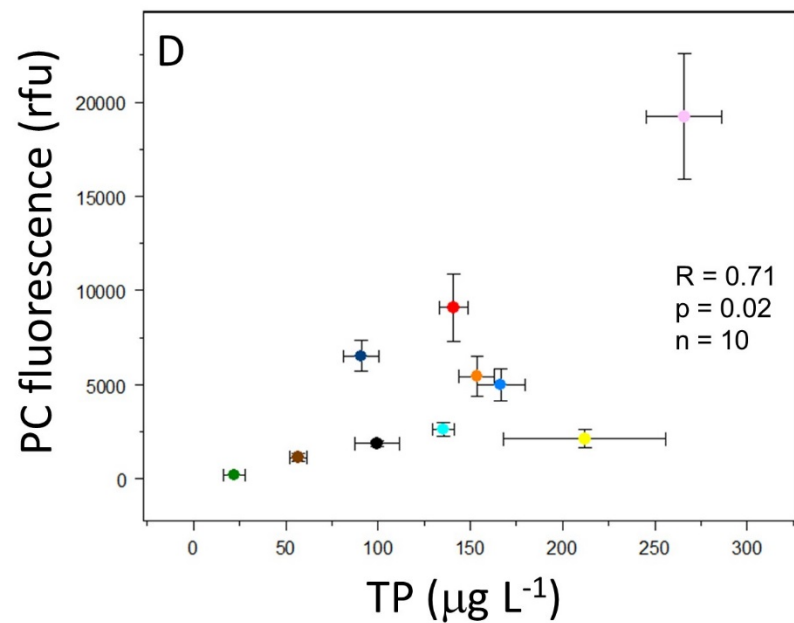 D
PC fluorescence (rfu)
20000
15000
10000
5000
0
R = 0.71
p = 0.02
n = 10
0 50 100 150 200 250 300
TP (μg L⁻¹)